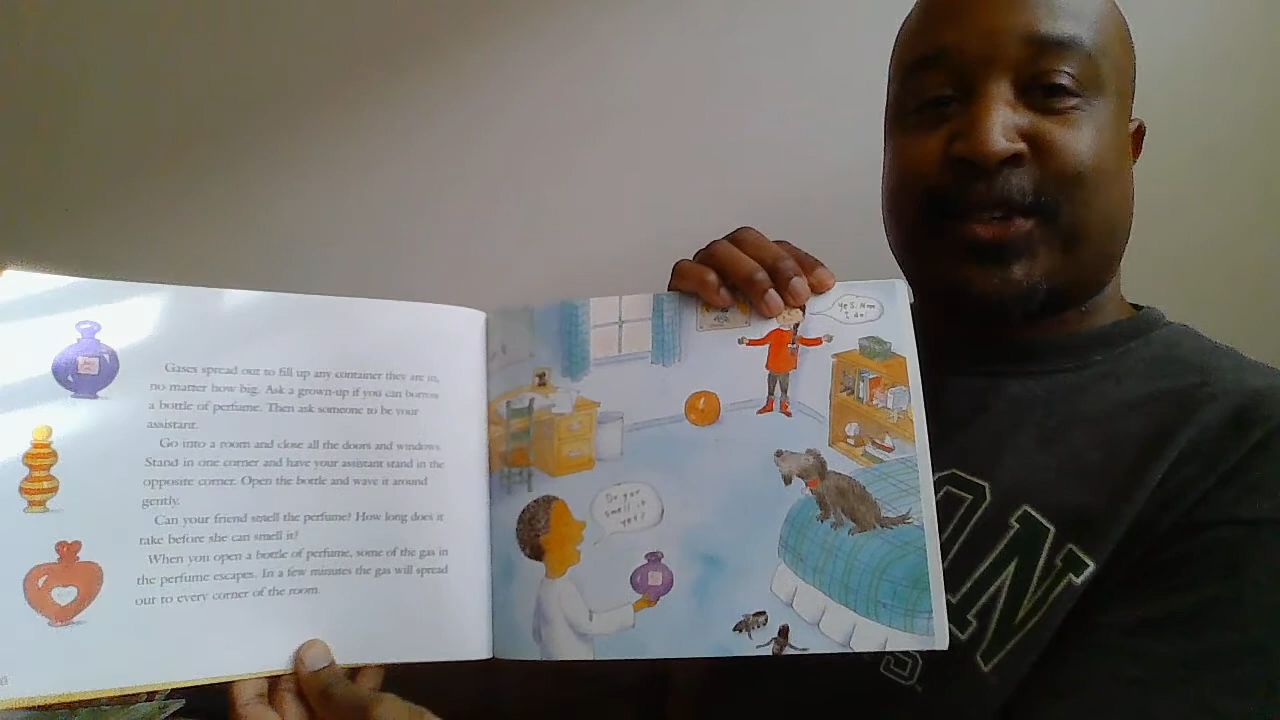 Gases spread out to fill up any container they are in,
no matter how big. Ask a grown-up if you can borrow
a bottle of perfume. Then ask someone to be your
assistant.
Go into a room and close all the doors and windows.
Stand in one corner and have your assistant stand in the
opposite corner. Open the bottle and wave it around
gently.
Can your friend smell the perfume? How long does it
take before she can smell it?
When you open a bottle of perfume, some of the gas in
the perfume escapes. In a few minutes the gas will spread
out to every corner of the room.
Yes! Now
I do!
Do you
smell it
yet?
ON